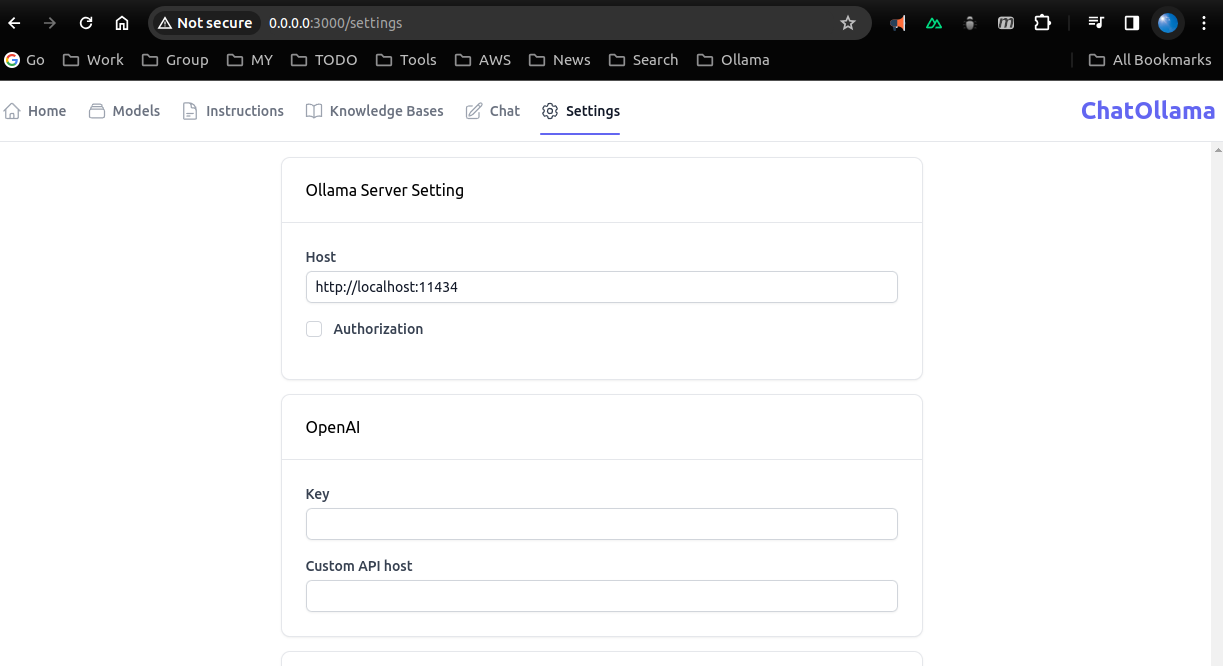 Not secure 0.0.0.0:3000/settings
Go Work Group MY TODO Tools AWS News Search Ollama All Bookmarks
Home Models Instructions Knowledge Bases Chat Settings ChatOllama
Ollama Server Setting
Host
http://localhost:11434
Authorization
OpenAI
Key
Custom API host